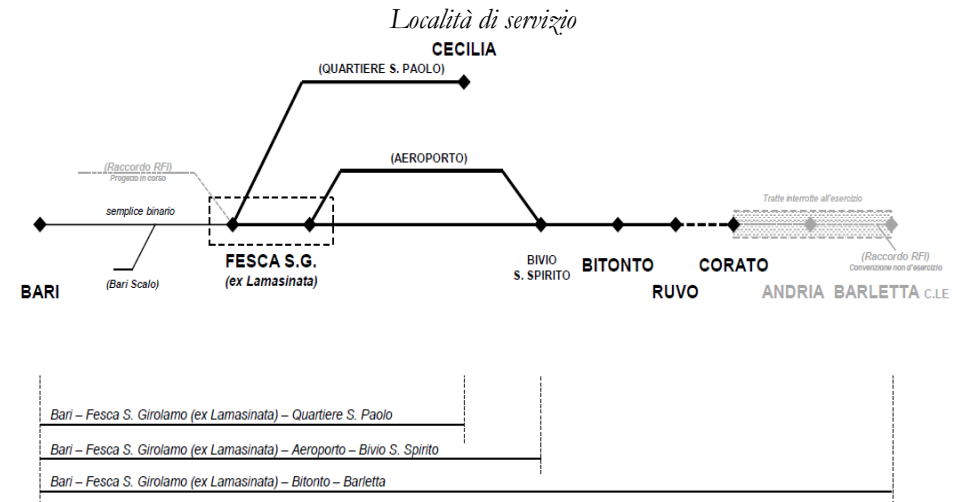 Località di servizio
CECILIA
(QUARTIERE S. PAOLO)
(AEROPORTO)
(Raccordo RFI)
Progetto in corso
semplice binario
Tratte interrotte all'esercizio
(Raccordo RFI)
Convenzione non d'esercizio
FESCA S.G.
(ex Lamasinata)
BIVIO
S. SPIRITO
BITONTO
CORATO
(Bari Scalo)
BARI
RUVO
ANDRIA
BARLETTA C.LE
Bari – Fesca S. Girolamo (ex Lamasinata) – Quartiere S. Paolo
Bari – Fesca S. Girolamo (ex Lamasinata) – Aeroporto – Bivio S. Spirito
Bari – Fesca S. Girolamo (ex Lamasinata) – Bitonto – Barletta